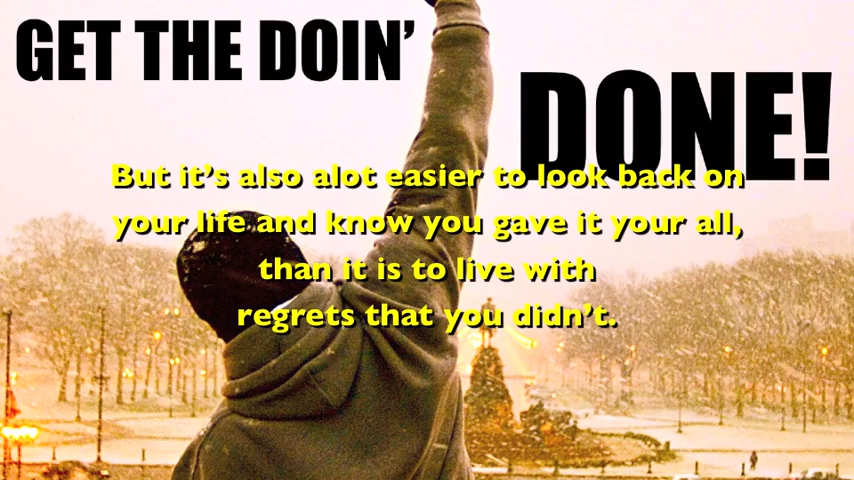 GET THE DOIN’
DONE!
But it’s also alot easier to look back on
your life and know you gave it your all,
than it is to live with
regrets that you didn’t.